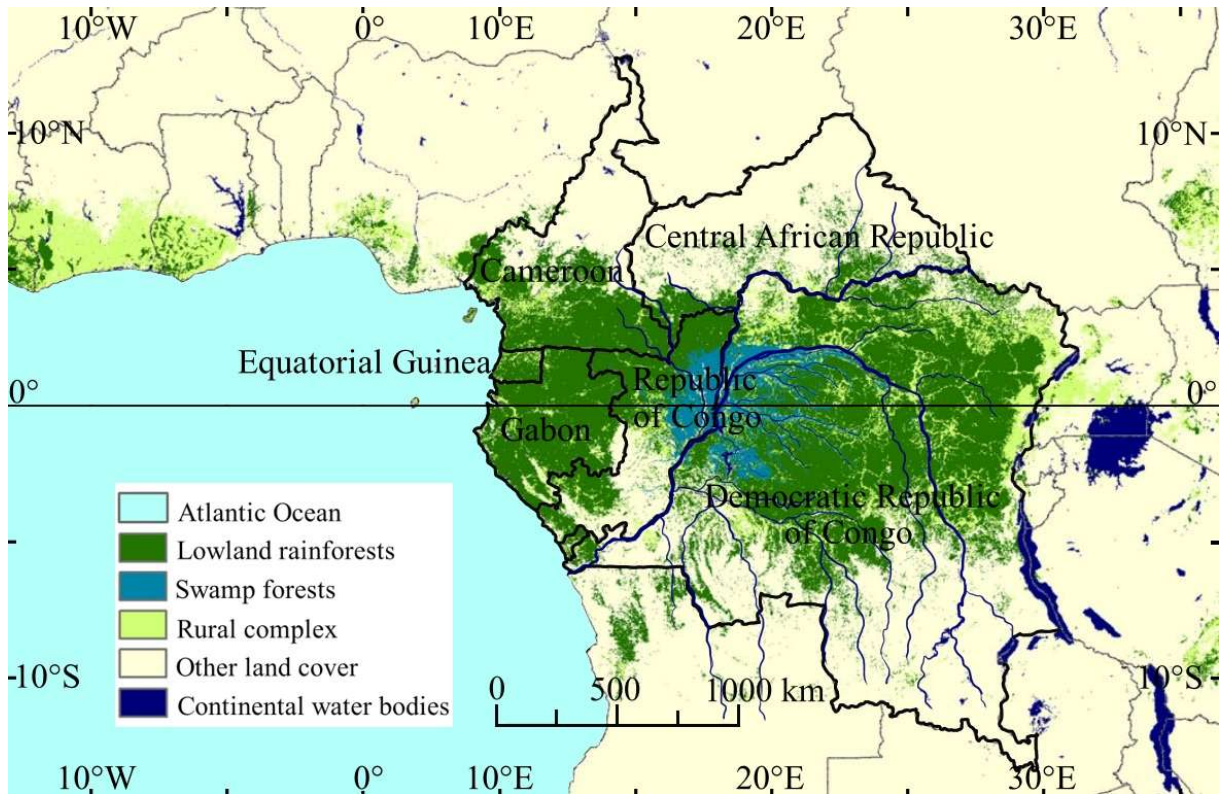 10°W 0° 10°E 20°E 30°E
10°N 10°N
Central African Republic
Cameroon
Equatorial Guinea
Republic
of Congo
0° 0°
Gabon
Democratic Republic
of Congo
Atlantic Ocean
Lowland rainforests
Swamp forests
Rural complex
Other land cover
Continental water bodies
10°S 10°S
0 500 1000 km
10°W 0° 10°E 20°E 30°E